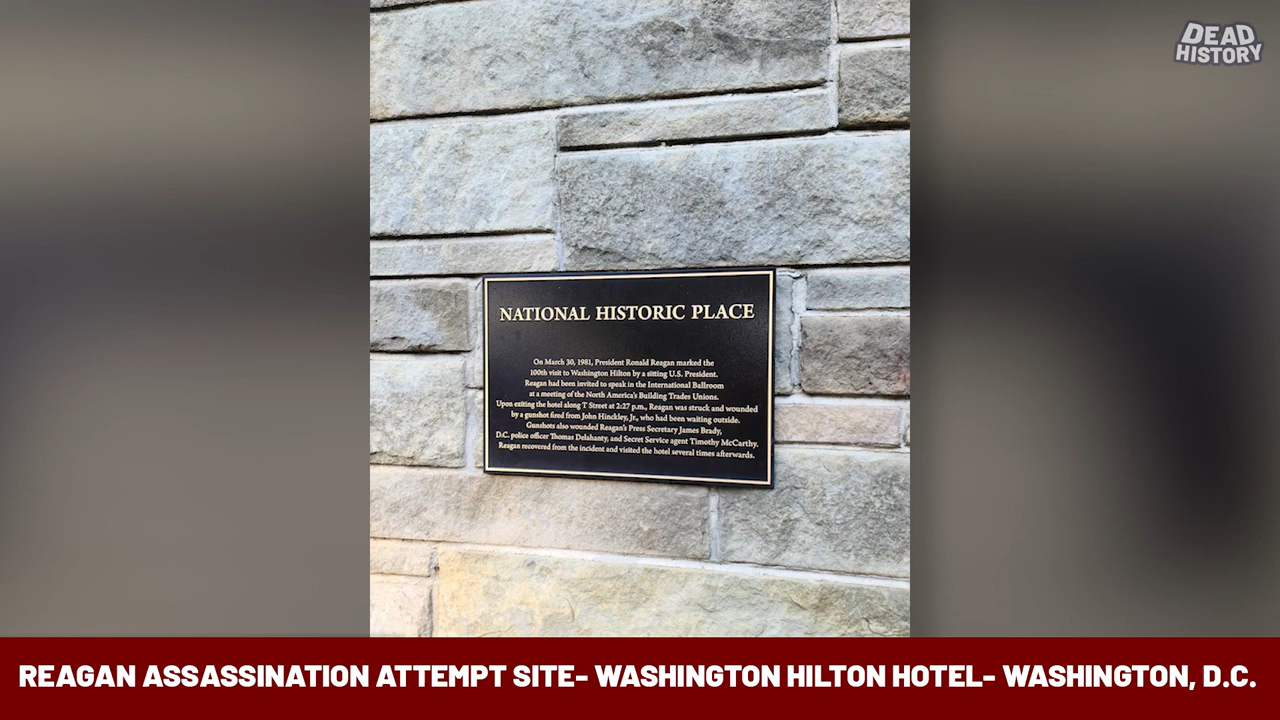 DEAD
HISTORY
NATIONAL HISTORIC PLACE
On March 30, 1981, President Ronald Reagan marked the
100th visit to Washington Hilton by a sitting U.S. President.
Reagan had been invited to speak in the International Ballroom
at a meeting of the North America's Building Trades Unions.
Upon exiting the hotel along T Street at 2:27 p.m., Reagan was struck and wounded
by a gunshot fired from John Hinckley, Jr., who had been waiting outside.
Gunshots also wounded Reagan's Press Secretary James Brady,
D.C. police officer Thomas Delahanty, and Secret Service agent Timothy McCarthy.
Reagan recovered from the incident and visited the hotel several times afterwards.
REAGAN ASSASSINATION ATTEMPT SITE- WASHINGTON HILTON HOTEL- WASHINGTON, D.C.